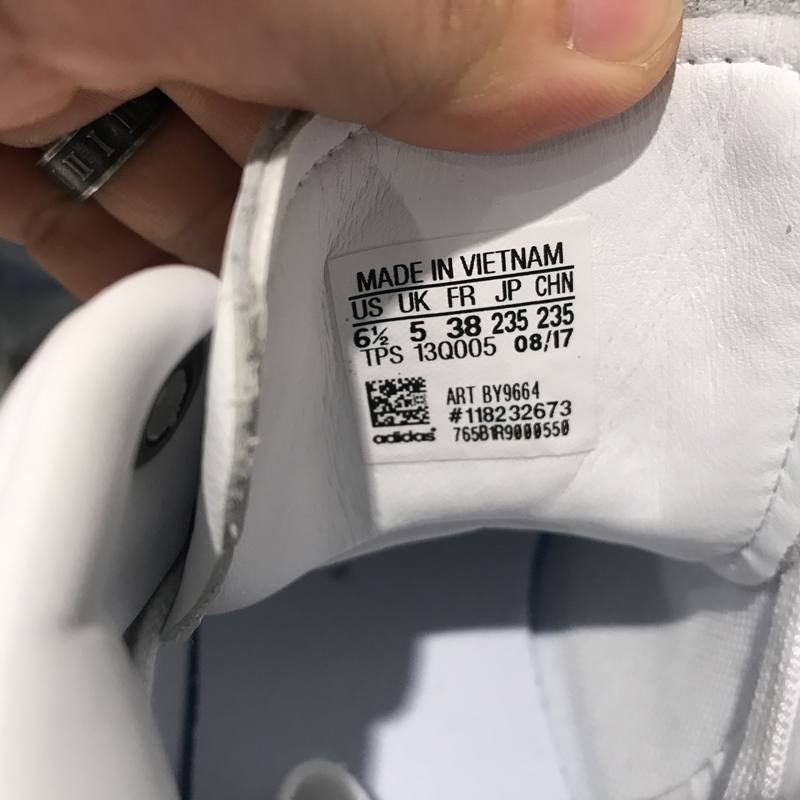 MADE IN VIETNAM
US UK FR JP CHN
6½ 5 38 235 235
TPS 13Q005 08/17
ART BY9664
#118232673
adidas 765B1R9000550
III